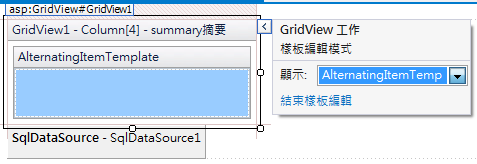 asp:GridView#GridView1
GridView1 - Column[4] - summary摘要
AlternatingItemTemplate
SqlDataSource - SqlDataSource1
GridView 工作
樣板編輯模式
顯示: AlternatingItemTemp
結束樣板編輯